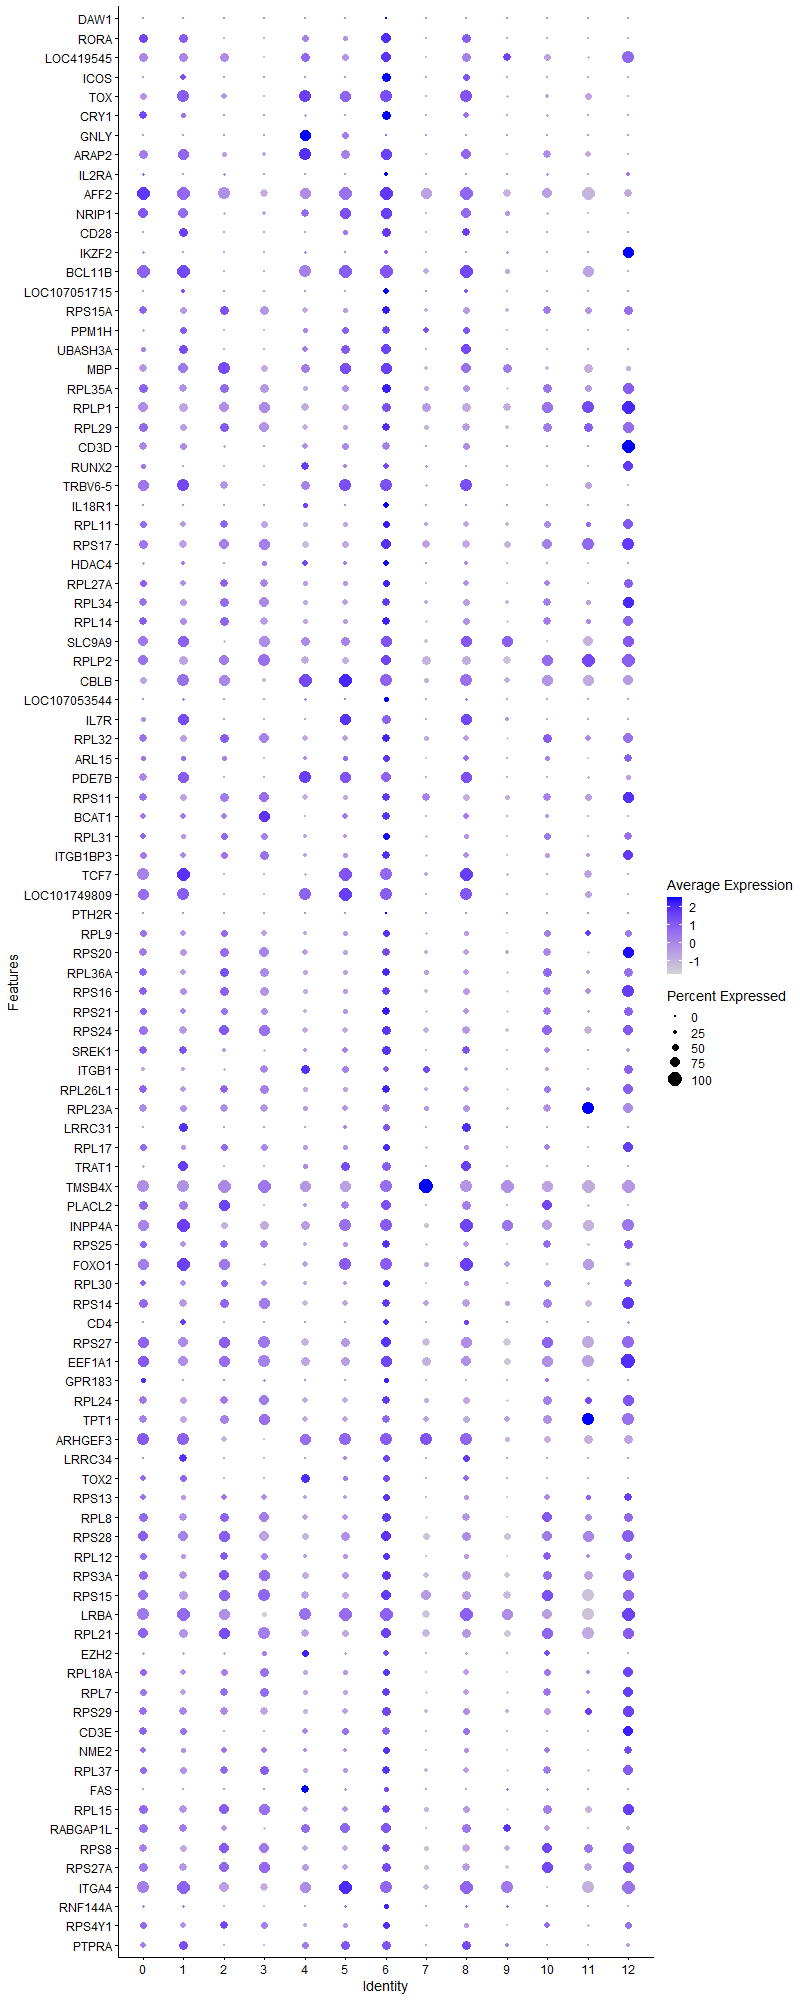 DAW1
RORA
LOC419545
ICOS
TOX
CRY1
GNLY
ARAP2
IL2RA
AFF2
NRIP1
CD28
IKZF2
BCL11B
LOC107051715
RPS15A
PPM1H
UBASH3A
MBP
RPL35A
RPLP1
RPL29
CD3D
RUNX2
TRBV6-5
IL18R1
RPL11
RPS17
HDAC4
RPL27A
RPL34
RPL14
SLC9A9
RPLP2
CBLB
LOC107053544
IL7R
RPL32
ARL15
PDE7B
RPS11
BCAT1
RPL31
ITGB1BP3
TCF7
LOC101749809
PTH2R
RPL9
RPS20
RPL36A
RPS16
RPS21
RPS24
SREK1
ITGB1
RPL26L1
RPL23A
LRRC31
RPL17
TRAT1
TMSB4X
PLACL2
INPP4A
RPS25
FOXO1
RPL30
RPS14
CD4
RPS27
EEF1A1
GPR183
RPL24
TPT1
ARHGEF3
LRRC34
TOX2
RPS13
RPL8
RPS28
RPL12
RPS3A
RPS15
LRBA
RPL21
EZH2
RPL18A
RPL7
RPS29
CD3E
NME2
RPL37
FAS
RPL15
RABGAP1L
RPS8
RPS27A
ITGA4
RNF144A
RPS4Y1
PTPRA
Features
0 1 2 3 4 5 6 7 8 9 10 11 12
Identity
Average Expression
2
1
0
-1
Percent Expressed
0
25
50
75
100